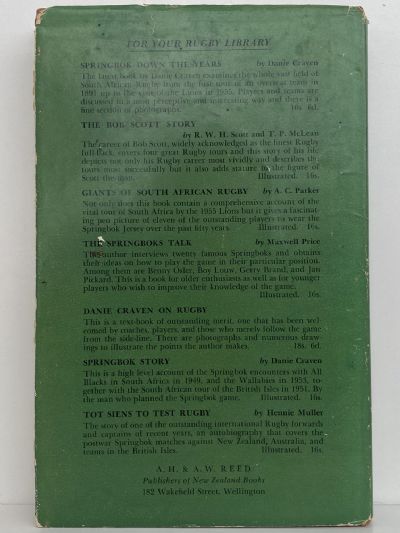 FOR YOUR RUGBY LIBRARY
SPRINGBOK DOWN THE YEARS by Danie Craven
The latest book by Danie Craven examines the whole vast field of
South African Rugby from the first tour of an overseas team in
1891 up to the visit of the Lions in 1955. Players and teams are
discussed in a most perceptive and interesting way and there is a
fine section of photographs. 16s. 6d.
THE BOB SCOTT STORY
by R. W. H. Scott and T. P. McLean
The career of Bob Scott, widely acknowledged as the finest Rugby
full-back, covers four great Rugby tours and this story of his life
depicts not only his Rugby career most vividly and describes the
tours most successfully but it also adds stature to the figure of
Scott the man. Illustrated. 16s.
GIANTS OF SOUTH AFRICAN RUGBY by A. C. Parker
Not only does this book contain a comprehensive account of the
vital tour of South Africa by the 1955 Lions but it gives a fascinat-
ing pen picture of eleven of the outstanding players to wear the
Springbok Jersey over the past fifty years. Illustrated. 16s.
THE SPRINGBOKS TALK by Maxwell Price
This author interviews twenty famous Springboks and obtains
their ideas on how to play the game in their particular position.
Among them are Benny Osler, Boy Louw, Gerry Brand, and Jan
Pickard. This is a book for older enthusiasts as well as for younger
players who wish to improve their knowledge of the game.
Illustrated. 16s.
DANIE CRAVEN ON RUGBY
This is a text-book of outstanding merit, one that has been wel-
comed by coaches, players, and those who merely follow the game
from the side-line. There are photographs and numerous draw-
ings to illustrate the points the author makes. 18s. 6d.
SPRINGBOK STORY by Danie Craven
This is a high level account of the Springbok encounters with All
Blacks in South Africa in 1949, and the Wallabies in 1953, to-
gether with the South African tour of the British Isles in 1951. By
the man who planned the Springbok game. Illustrated. 16s.
TOT SIENS TO TEST RUGBY by Hennie Muller
The story of one of the outstanding international Rugby forwards
and captains of recent years, an autobiography that covers the
postwar Springbok matches against New Zealand, Australia, and
teams in the British Isles. Illustrated. 16s.
A. H. & A. W. REED
Publishers of New Zealand Books
182 Wakefield Street, Wellington